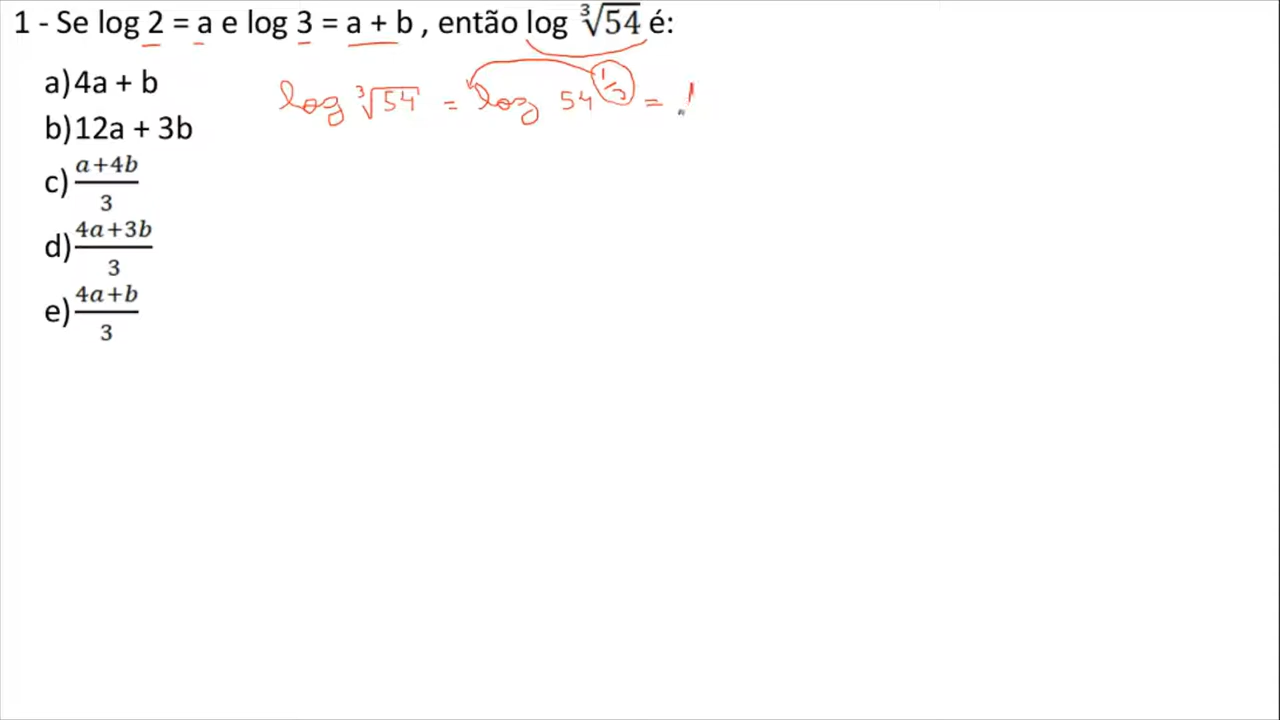 1 - Se log 2 = a e log 3 = a + b , então log ∛54 é:
a) 4a + b
log ∛54 = log 54^(1/3) =
b) 12a + 3b
c) (a+4b)/3
d) (4a+3b)/3
e) (4a+b)/3